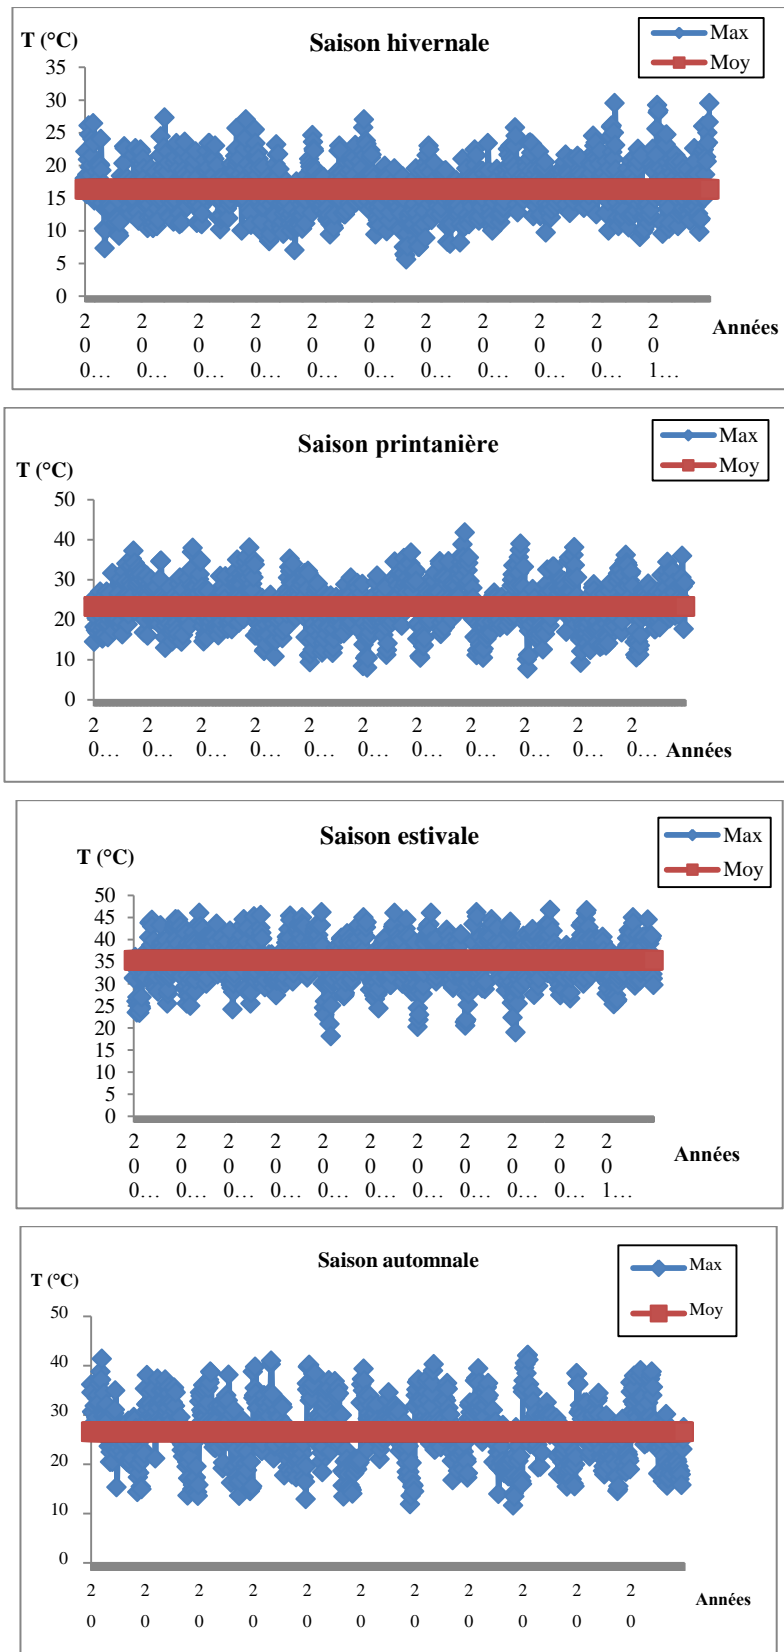 Saison hivernale
T (°C)
Max
Moy
35
30
25
20
15
10
5
0
2 2 2 2 2 2 2 2 2 2 2
0 0 0 0 0 0 0 0 0 0 0
0… 0… 0… 0… 0… 0… 0… 0… 0… 0… 1…
Années
Saison printanière
T (°C)
Max
Moy
50
40
30
20
10
0
2 2 2 2 2 2 2 2 2 2 2
0… 0… 0… 0… 0… 0… 0… 0… 0… 0… 0…
Années
Saison estivale
T (°C)
Max
Moy
50
45
40
35
30
25
20
15
10
5
0
2 2 2 2 2 2 2 2 2 2 2
0 0 0 0 0 0 0 0 0 0 0
0… 0… 0… 0… 0… 0… 0… 0… 0… 0… 1…
Années
Saison automnale
T (°C)
Max
Moy
50
40
30
20
10
0
2 2 2 2 2 2 2 2 2 2 2
0 0 0 0 0 0 0 0 0 0 0
Années